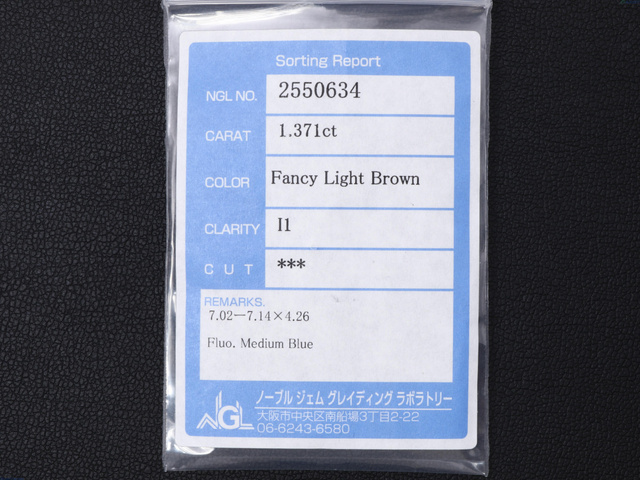 Sorting Report
NGL NO. 2550634
CARAT 1.371ct
COLOR Fancy Light Brown
CLARITY I1
CUT ***
REMARKS.
7.02―7.14×4.26
Fluo. Medium Blue
NGL
ノーブル ジェム グレイディング ラボラトリー
大阪市中央区南船場3丁目2-22
06-6243-6580